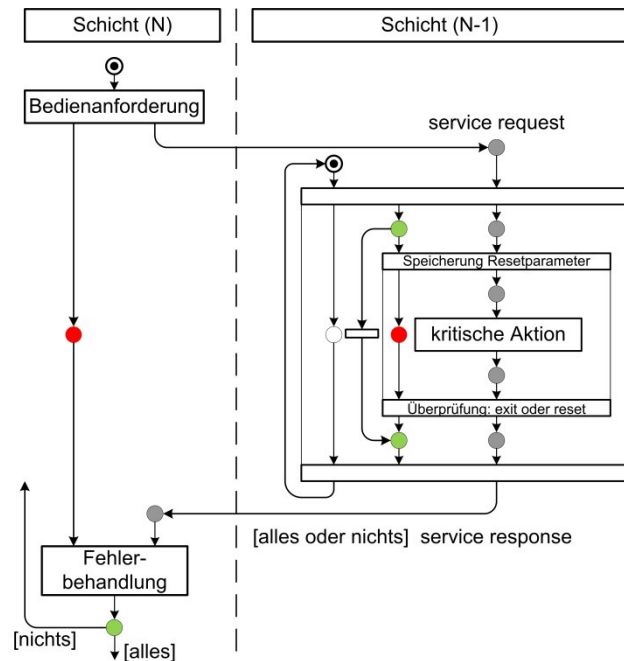 Schicht (N)
Schicht (N-1)
Bedienanforderung
service request
Speicherung Resetparameter
kritische Aktion
Überprüfung: exit oder reset
[alles oder nichts] service response
Fehler-
behandlung
[nichts]
[alles]